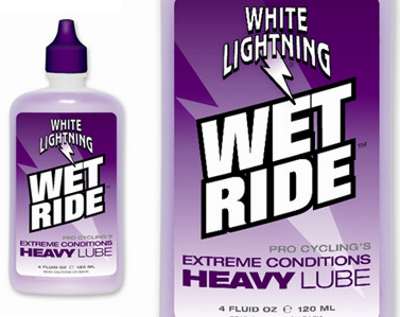 WHITE
LIGHTNING
WET
RIDE
PRO CYCLING'S
EXTREME CONDITIONS
HEAVY LUBE
4 FLUID OZ 120 ML
WHITE
LIGHTNING
WET
RIDE™
PRO CYCLING'S
EXTREME CONDITIONS
HEAVY LUBE
4 FLUID OZ ℮ 120 ML